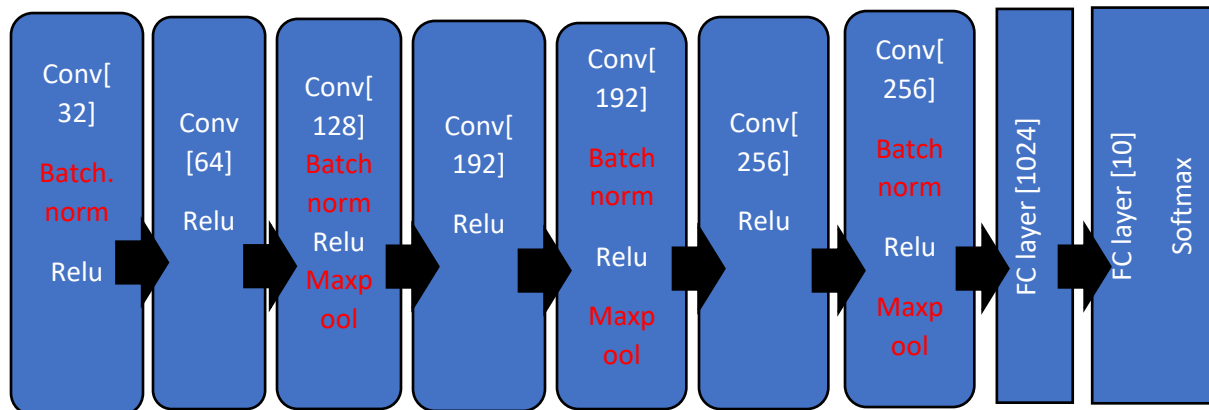 Conv[
32]
Batch.
norm
Relu
Conv
[64]
Relu
Conv[
128]
Batch
norm
Relu
Maxp
ool
Conv[
192]
Relu
Conv[
192]
Batch
norm
Relu
Maxp
ool
Conv[
256]
Relu
Conv[
256]
Batch
norm
Relu
Maxp
ool
FC layer [1024]
FC layer [10]
Softmax